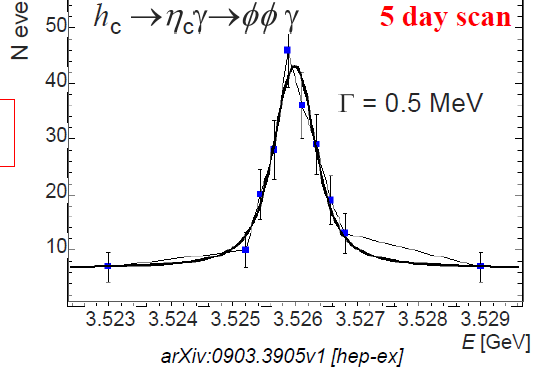 h_c → η_cγ → ϕϕ γ
5 day scan
N eve
50
40
Γ = 0.5 MeV
30
20
10
3.523 3.524 3.525 3.526 3.527 3.528 3.529
E [GeV]
arXiv:0903.3905v1 [hep-ex]